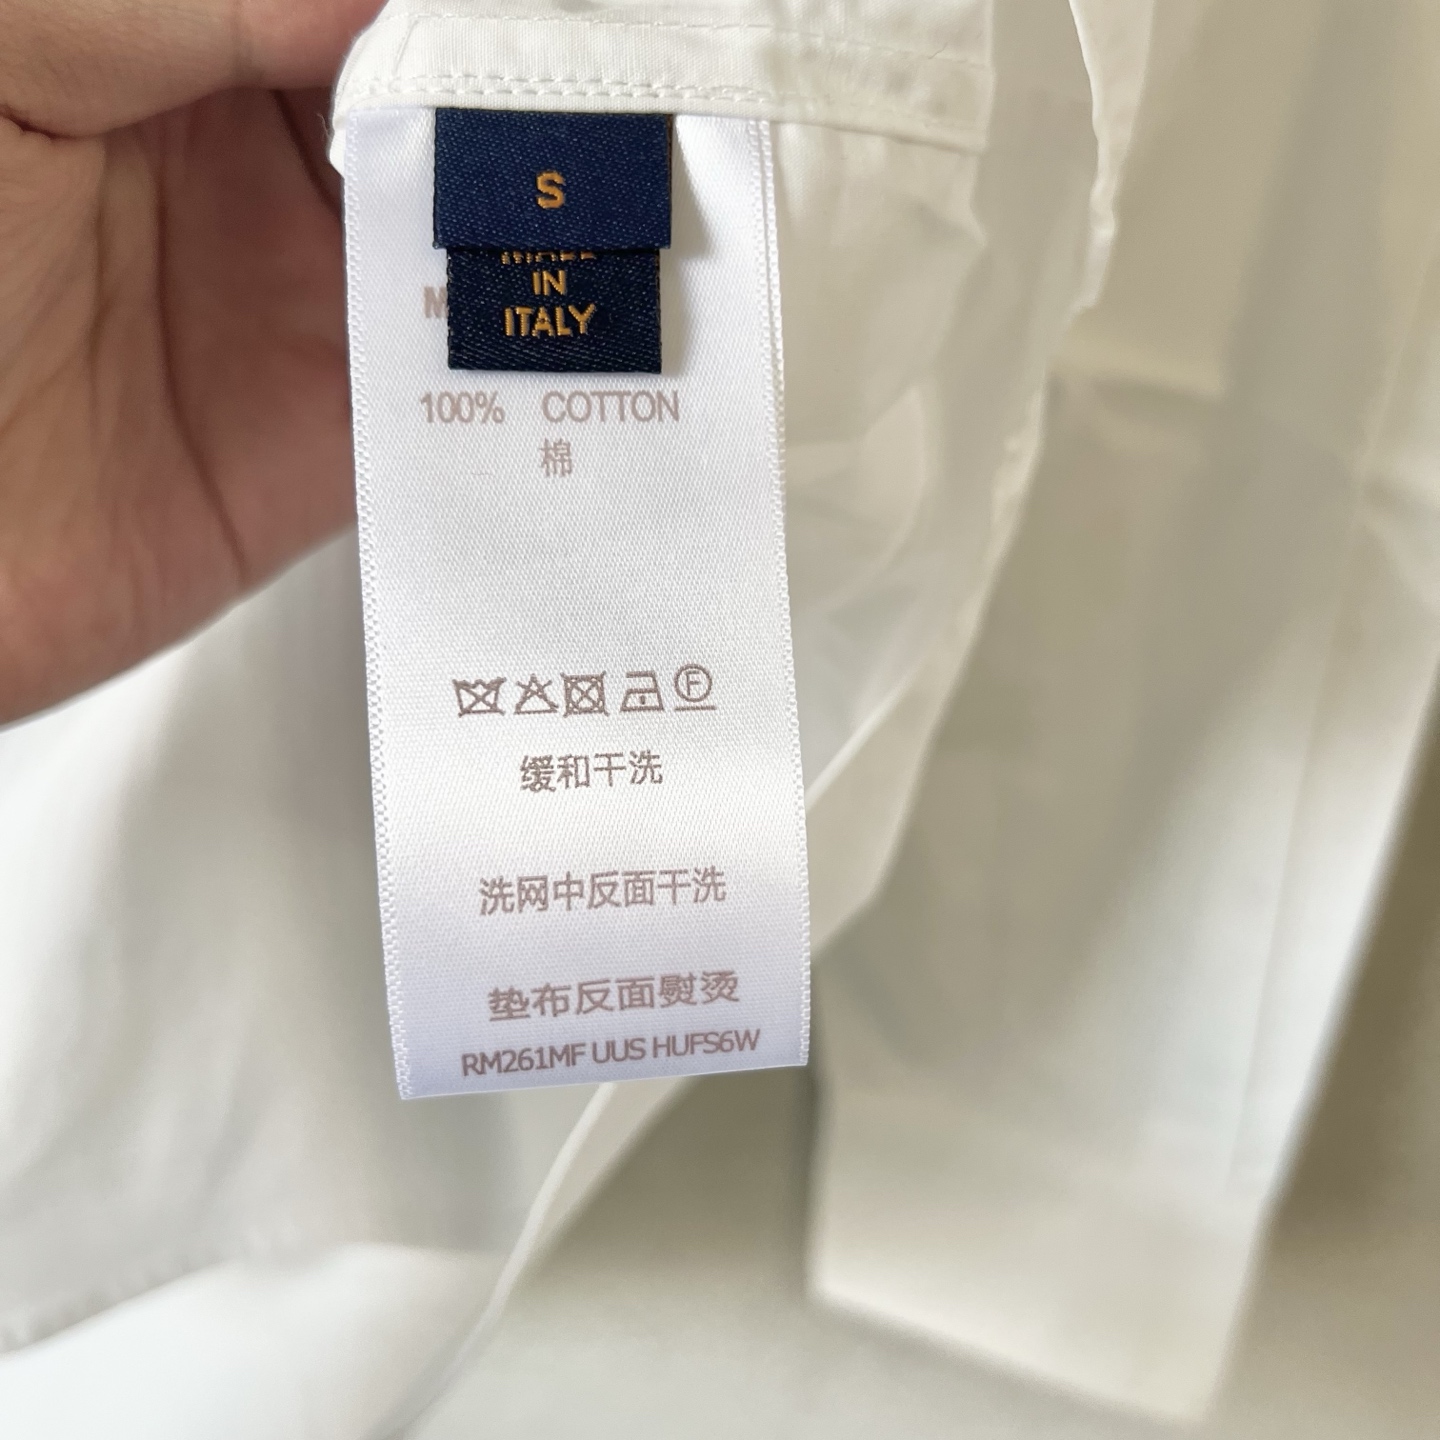 S
IN
ITALY
100% COTTON
棉
F
缓和干洗
洗网中反面干洗
垫布反面熨烫
RM261MF UUS HUFS6W